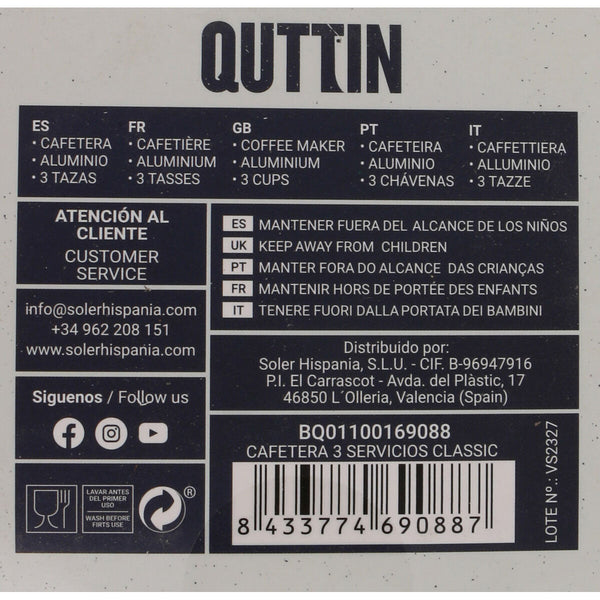 QUTTIN
ES
• CAFETERA
• ALUMINIO
• 3 TAZAS
FR
• CAFETIÈRE
• ALUMINIUM
• 3 TASSES
GB
• COFFEE MAKER
• ALUMINIUM
• 3 CUPS
PT
• CAFETEIRA
• ALUMINIO
• 3 CHÁVENAS
IT
• CAFFETTIERA
• ALLUMINIO
• 3 TAZZE
ATENCIÓN AL
CLIENTE
CUSTOMER
SERVICE
info@solerhispania.com
+34 962 208 151
www.solerhispania.com
Siguenos / Follow us
LAVAR ANTES
DEL PRIMER
USO
WASH BEFORE
FIRTS USE
®
ES MANTENER FUERA DEL ALCANCE DE LOS NIÑOS
UK KEEP AWAY FROM CHILDREN
PT MANTER FORA DO ALCANCE DAS CRIANÇAS
FR MANTENIR HORS DE PORTÉE DES ENFANTS
IT TENERE FUORI DALLA PORTATA DEI BAMBINI
Distribuido por:
Soler Hispania, S.L.U. - CIF. B-96947916
P.I. El Carrascot - Avda. del Plàstic, 17
46850 L´Olleria, Valencia (Spain)
BQ01100169088
CAFETERA 3 SERVICIOS CLASSIC
8 433774 690887
LOTE Nº.: VS2327